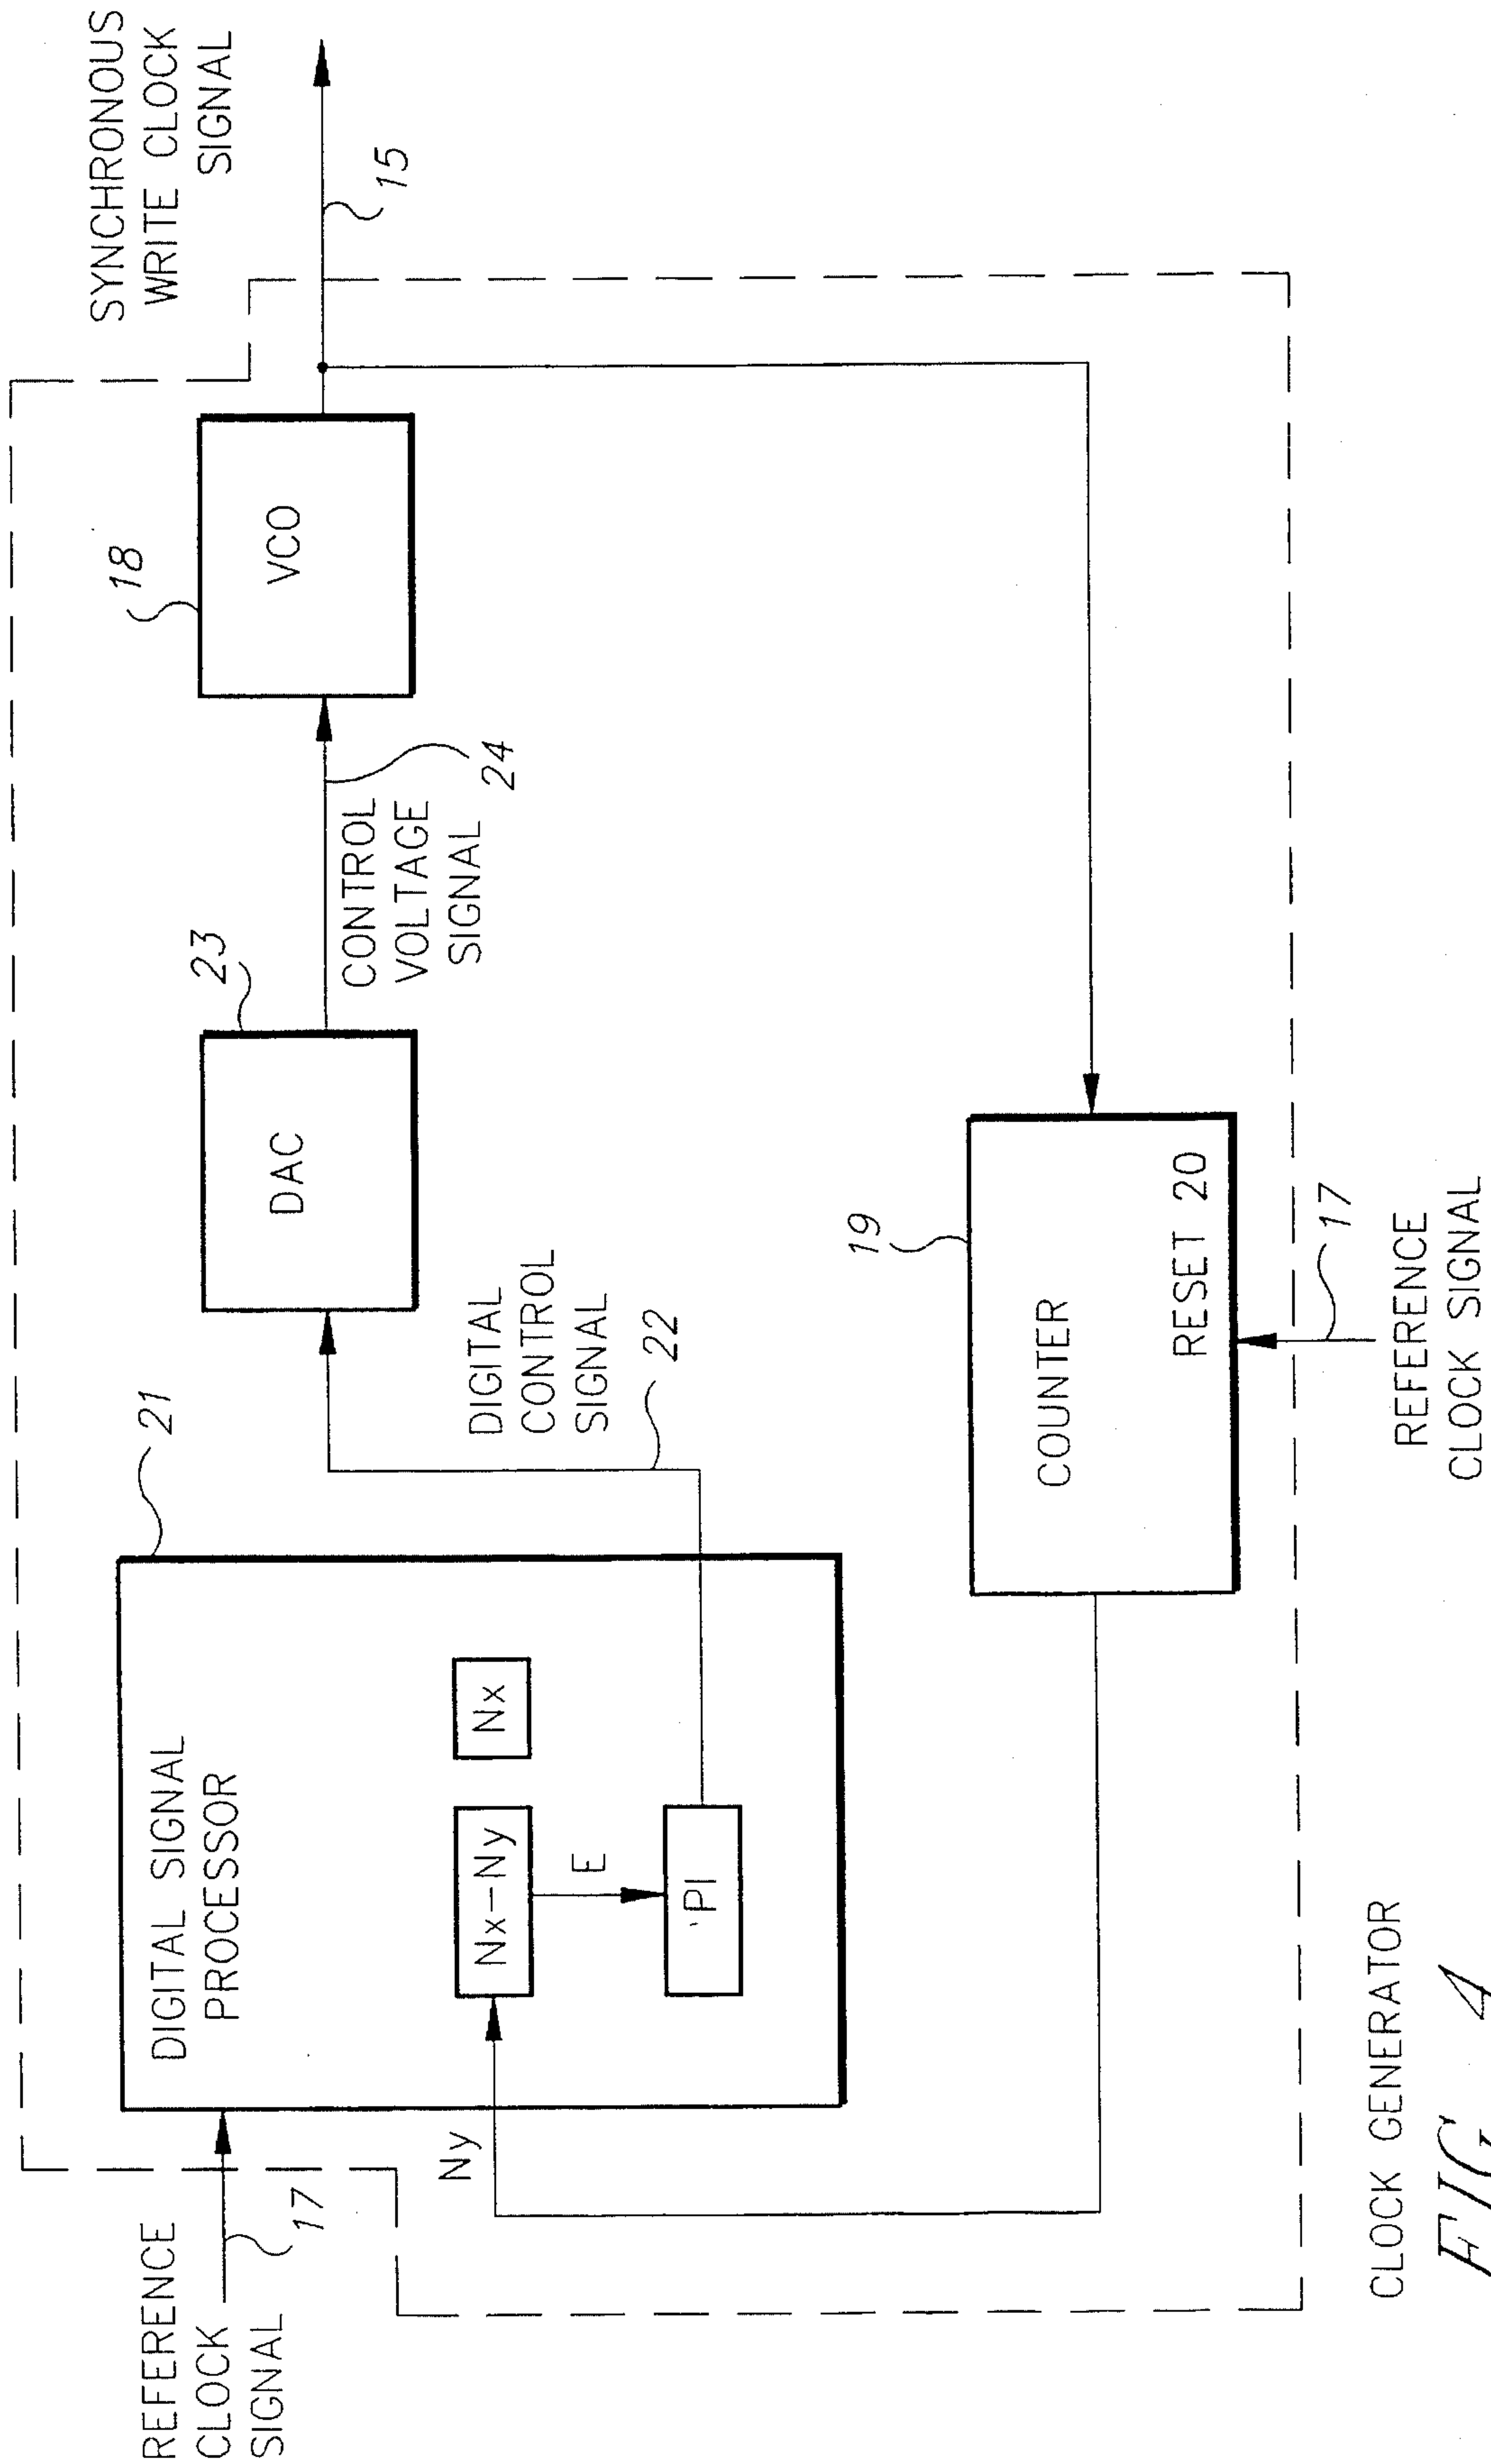 REFERENCE
CLOCK
SIGNAL
17
DIGITAL SIGNAL
PROCESSOR
21
Ny
Nx–Ny
Nx
E
PI
DIGITAL
CONTROL
SIGNAL
22
DAC
23
CONTROL
VOLTAGE
SIGNAL
24
VCO
18
SYNCHRONOUS
WRITE CLOCK
SIGNAL
15
COUNTER
19
RESET 20
17
REFERENCE
CLOCK SIGNAL
CLOCK GENERATOR
FIG. 4